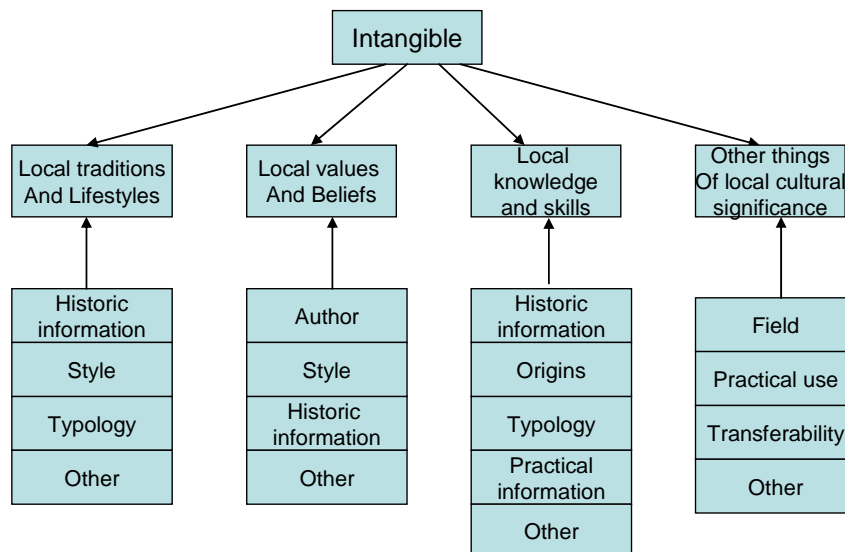 Intangible
Local traditions
And Lifestyles
Local values
And Beliefs
Local
knowledge
and skills
Other things
Of local cultural
significance
Historic
information
Style
Typology
Other
Author
Style
Historic
information
Other
Historic
information
Origins
Typology
Practical
information
Other
Field
Practical use
Transferability
Other